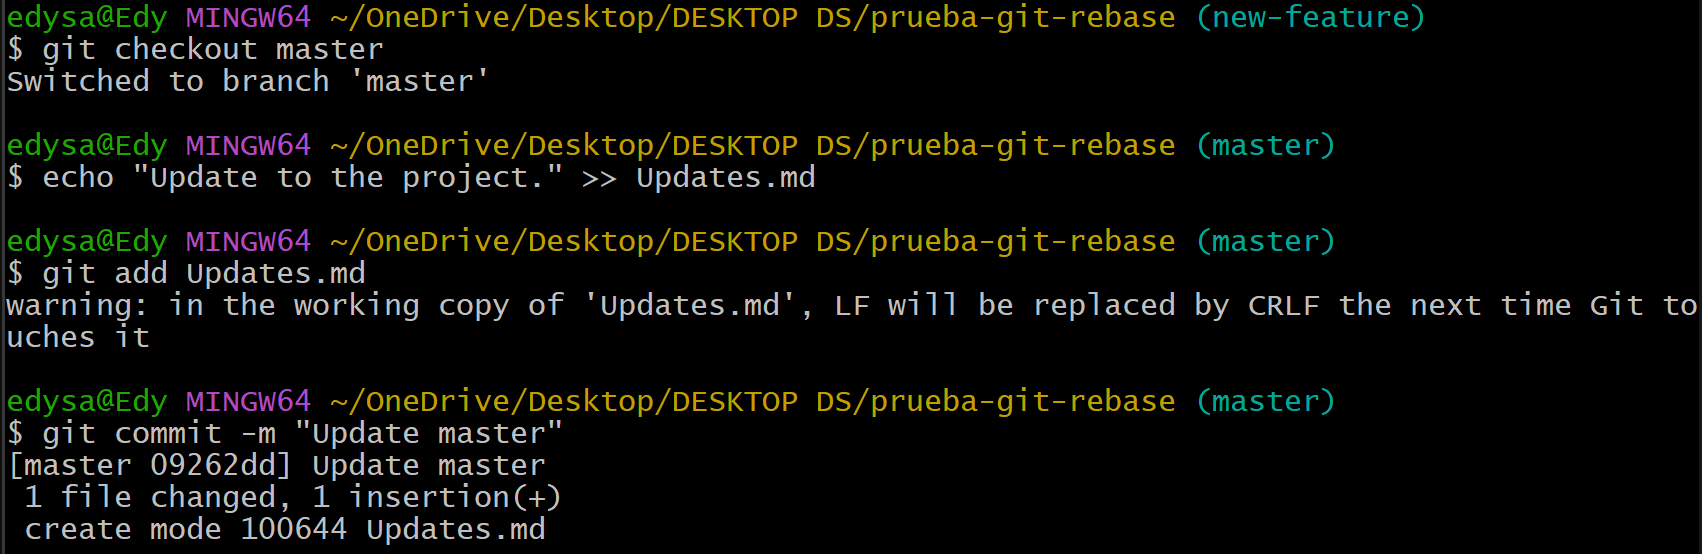 edysa@Edy MINGW64 ~/OneDrive/Desktop/DESKTOP DS/prueba-git-rebase (new-feature)
$ git checkout master
Switched to branch 'master'
edysa@Edy MINGW64 ~/OneDrive/Desktop/DESKTOP DS/prueba-git-rebase (master)
$ echo "Update to the project." >> Updates.md
edysa@Edy MINGW64 ~/OneDrive/Desktop/DESKTOP DS/prueba-git-rebase (master)
$ git add Updates.md
warning: in the working copy of 'Updates.md', LF will be replaced by CRLF the next time Git to
uches it
edysa@Edy MINGW64 ~/OneDrive/Desktop/DESKTOP DS/prueba-git-rebase (master)
$ git commit -m "Update master"
[master 09262dd] Update master
 1 file changed, 1 insertion(+)
 create mode 100644 Updates.md